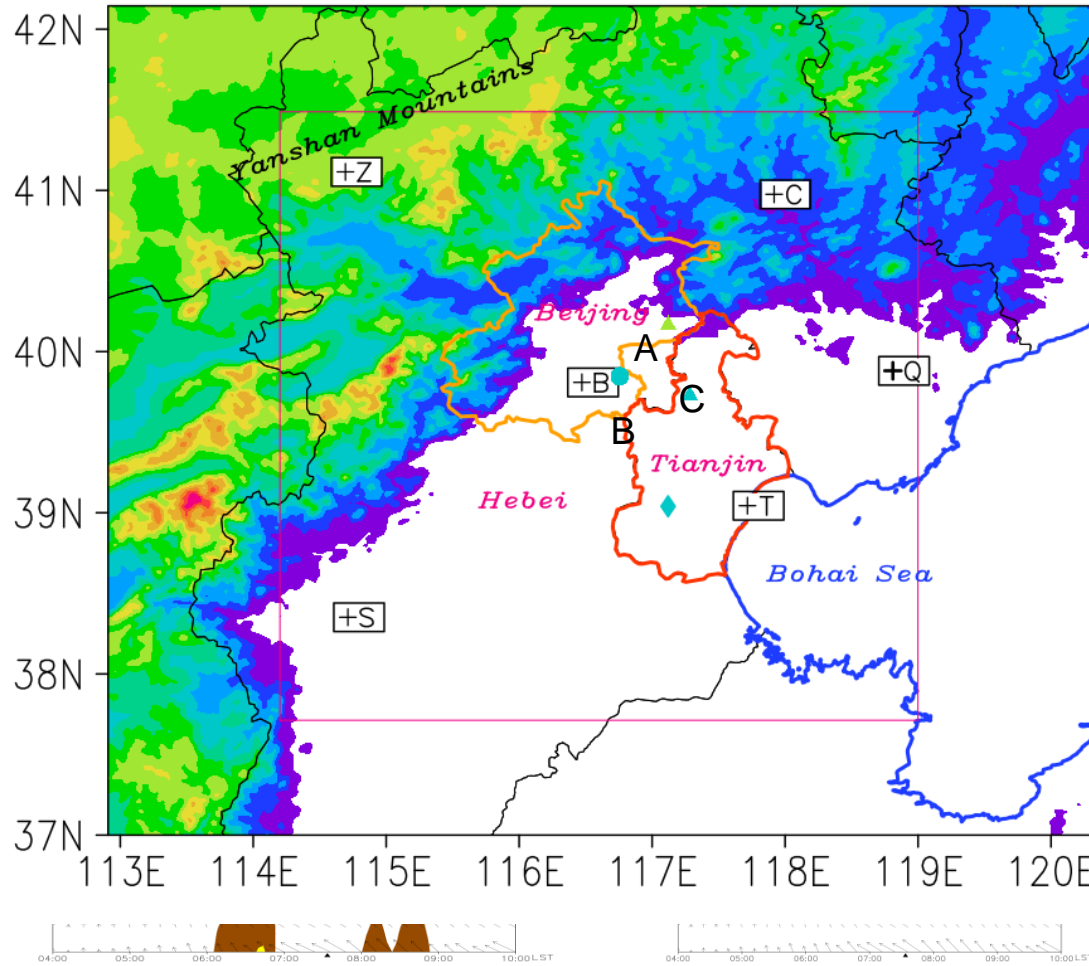 42N
Yanshan Mountains
+Z
41N
+C
Beijing
40N
A
+Q
+B
C
B
Tianjin
39N
Hebei
+T
Bohai Sea
+S
38N
37N
113E 114E 115E 116E 117E 118E 119E 120E
04:00 05:00 06:00 07:00 08:00 09:00 10:00LST
04:00 05:00 06:00 07:00 08:00 09:00 10:00LS